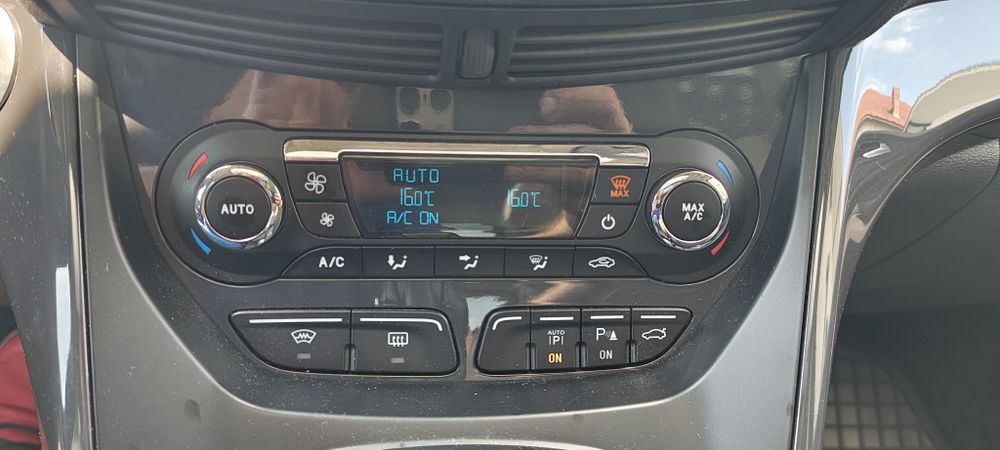 AUTO
16.0°C 16.0°C
A/C ON
MAX
AUTO
MAX
A/C
A/C
AUTO
|P|
ON
P
ON